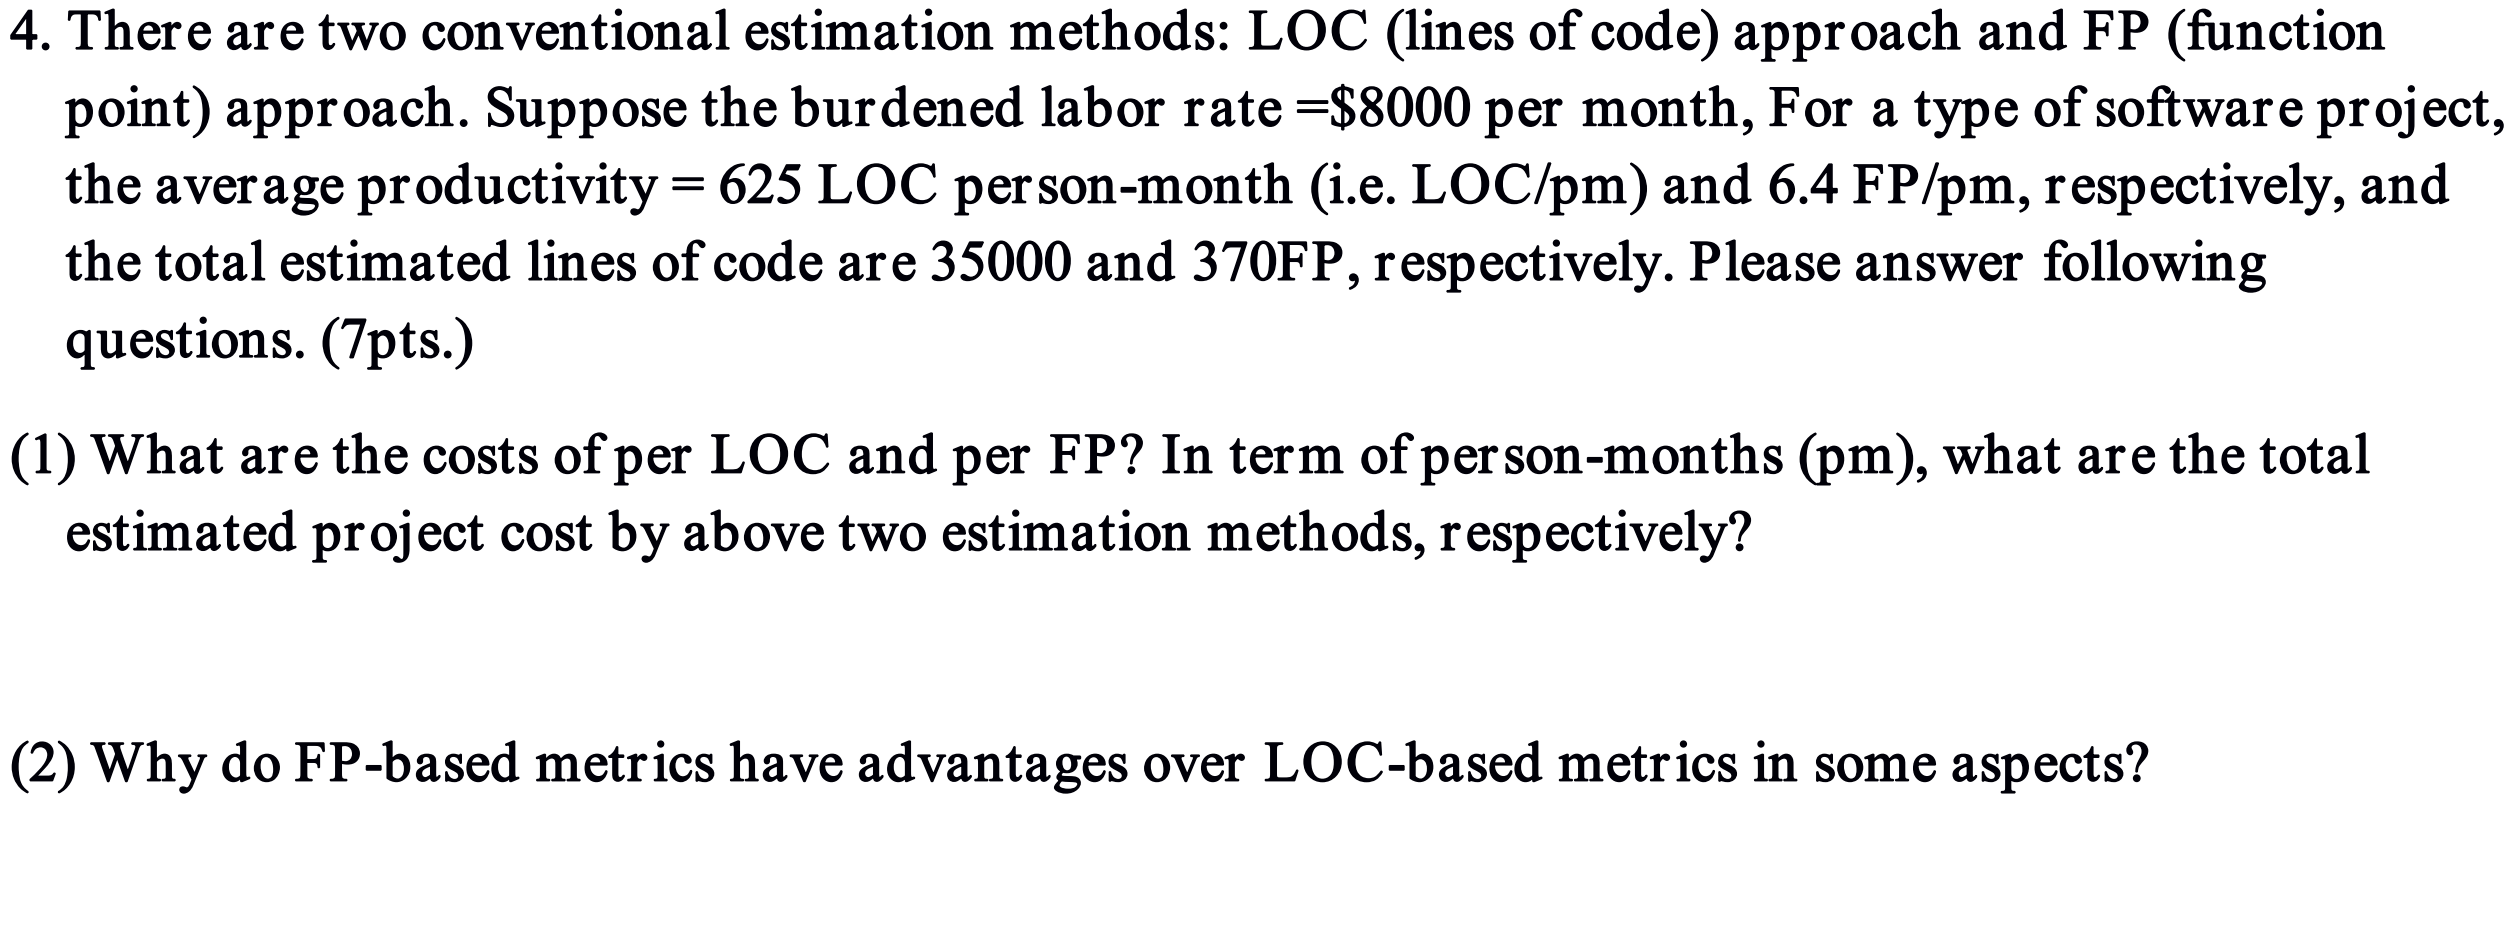 4. There are two conventional estimation methods: LOC (lines of code) approach and FP (function
point) approach. Suppose the burdened labor rate =$8000 per month, For a type of software project,
the average productivity = 625 LOC person-month (i.e. LOC/pm) and 6.4 FP/pm, respectively, and
the total estimated lines of code are 35000 and 370FP, respectively. Please answer following
questions. (7pts.)
(1) What are the costs of per LOC and per FP? In term of person-months (pm), what are the total
estimated project cost by above two estimation methods, respectively?
(2) Why do FP-based metrics have advantages over LOC-based metrics in some aspects?